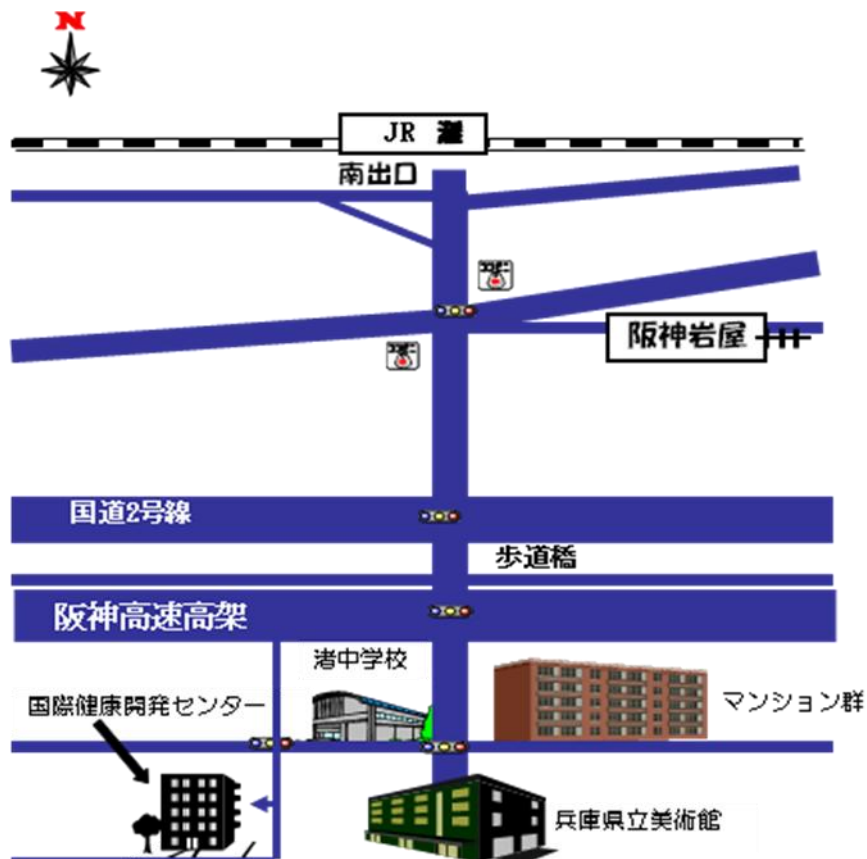 N
JR 灘
南出口
阪神岩屋
国道2号線
歩道橋
阪神高速高架
渚中学校
国際健康開発センター
マンション群
兵庫県立美術館